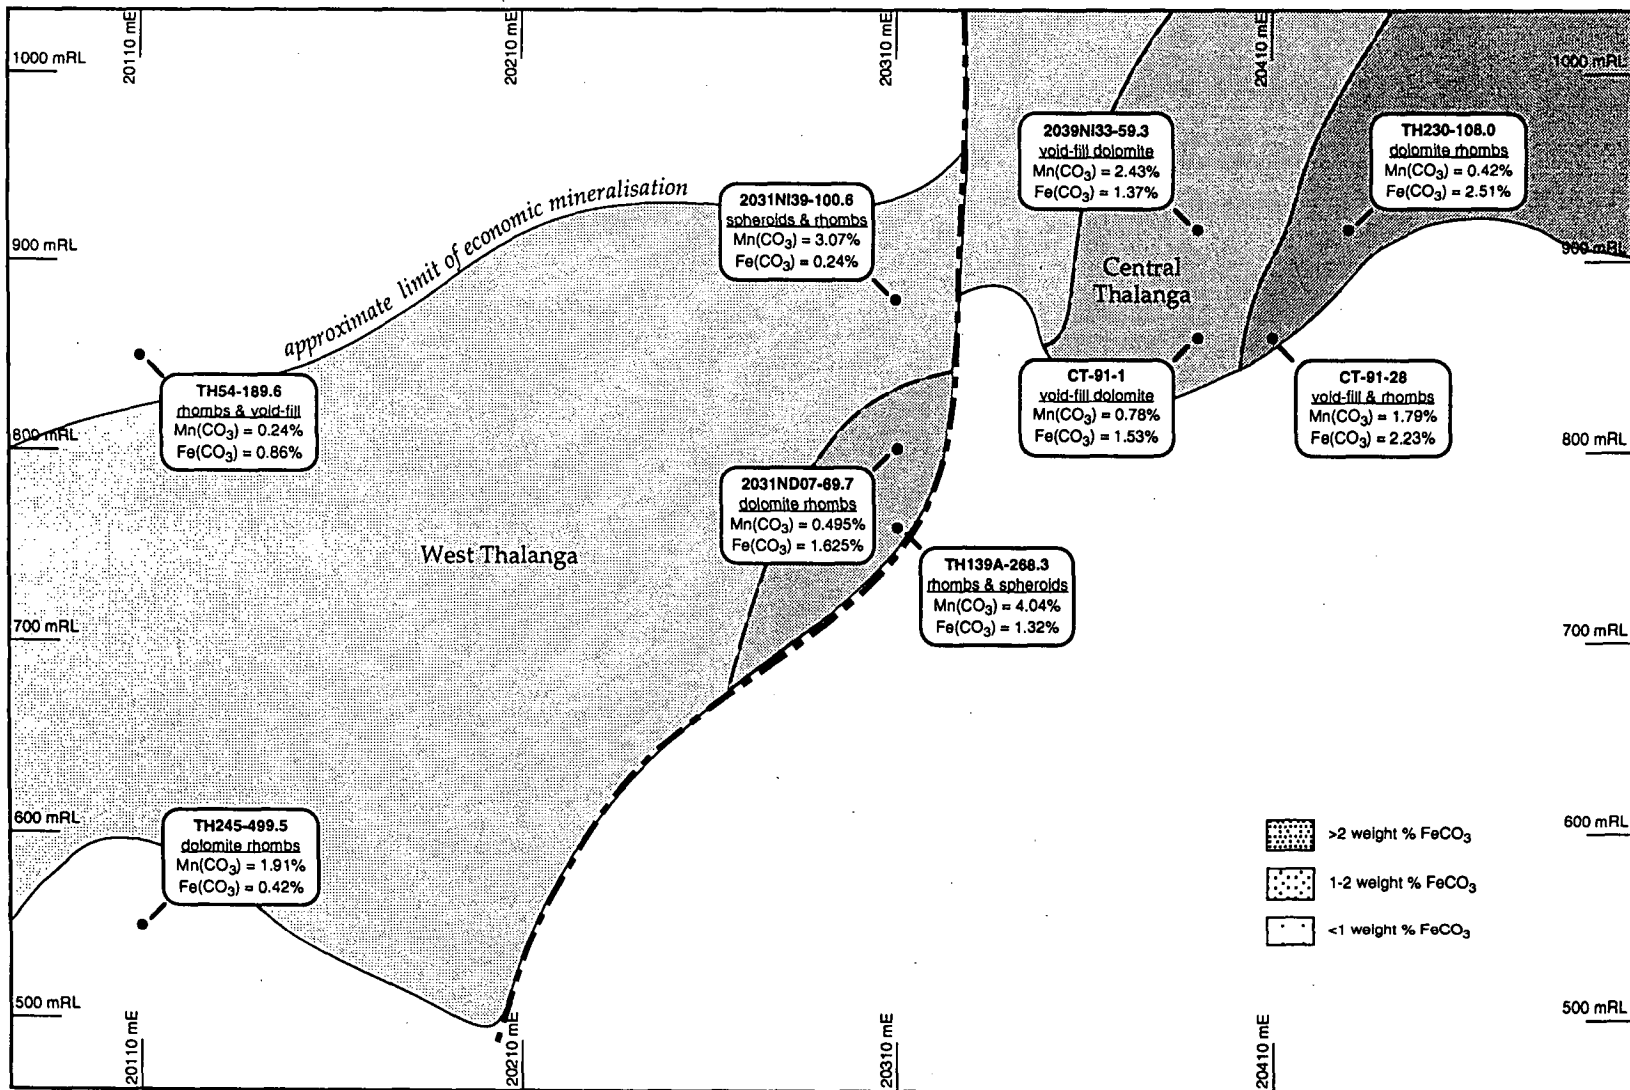 20110 mE
20210 mE
20310 mE
20410 mE
1000 mRL
1000 mRL
2039NI33-59.3
void-fill dolomite
Mn(CO₃) = 2.43%
Fe(CO₃) = 1.37%
TH230-108.0
dolomite rhombs
Mn(CO₃) = 0.42%
Fe(CO₃) = 2.51%
approximate limit of economic mineralisation
2031NI39-100.6
spheroids & rhombs
Mn(CO₃) = 3.07%
Fe(CO₃) = 0.24%
900 mRL
900 mRL
Central
Thalanga
TH54-189.6
rhombs & void-fill
Mn(CO₃) = 0.24%
Fe(CO₃) = 0.86%
CT-91-1
void-fill dolomite
Mn(CO₃) = 0.78%
Fe(CO₃) = 1.53%
CT-91-28
void-fill & rhombs
Mn(CO₃) = 1.79%
Fe(CO₃) = 2.23%
800 mRL
800 mRL
2031ND07-69.7
dolomite rhombs
Mn(CO₃) = 0.495%
Fe(CO₃) = 1.625%
West Thalanga
TH139A-268.3
rhombs & spheroids
Mn(CO₃) = 4.04%
Fe(CO₃) = 1.32%
700 mRL
700 mRL
600 mRL
600 mRL
TH245-499.5
dolomite rhombs
Mn(CO₃) = 1.91%
Fe(CO₃) = 0.42%
>2 weight % FeCO₃
1-2 weight % FeCO₃
<1 weight % FeCO₃
500 mRL
500 mRL
20110 mE
20210 mE
20310 mE
20410 mE